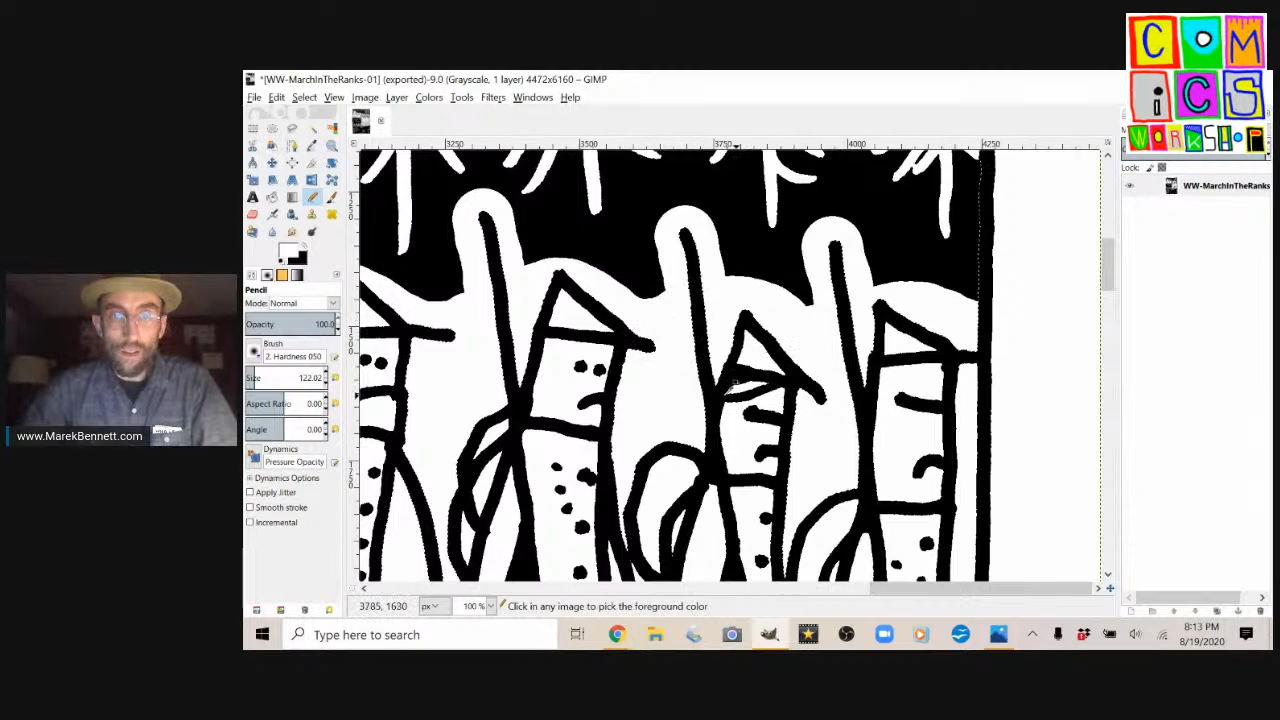 COM
iCS
WORKSHOP
*[WW-MarchInTheRanks-01] (exported)-9.0 (Grayscale, 1 layer) 4472x6160 – GIMP
File Edit Select View Image Layer Colors Tools Filters Windows Help
3250 3500 3750 4000 4250
Lock:
WW-MarchInTheRanks
Pencil
Mode: Normal
Opacity 100.0
Brush
2. Hardness 050
Size 122.02
Aspect Ratio 0.00
Angle 0.00
Dynamics
Pressure Opacity
Dynamics Options
Apply Jitter
Smooth stroke
Incremental
www.MarekBennett.com
3785, 1630 px 100 % Click in any image to pick the foreground color
Type here to search
8:13 PM
8/19/2020